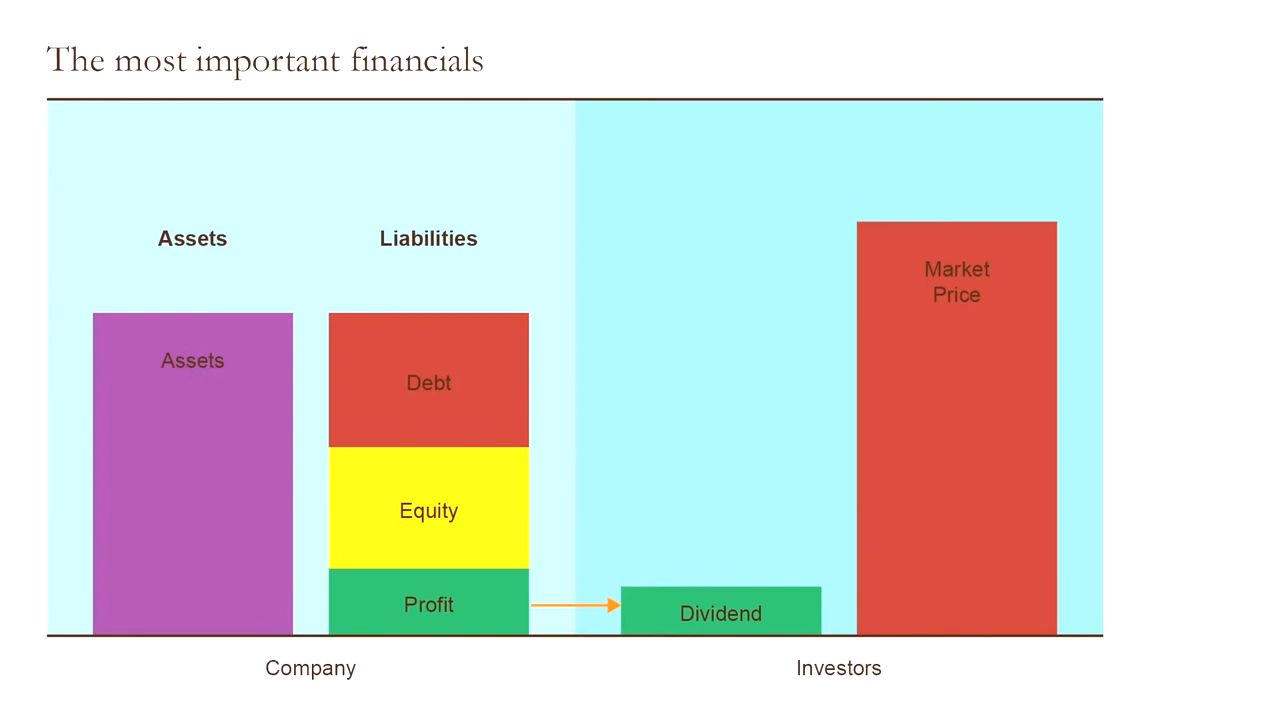 The most important financials
Assets
Liabilities
Assets
Debt
Equity
Profit
Dividend
Market
Price
Company
Investors